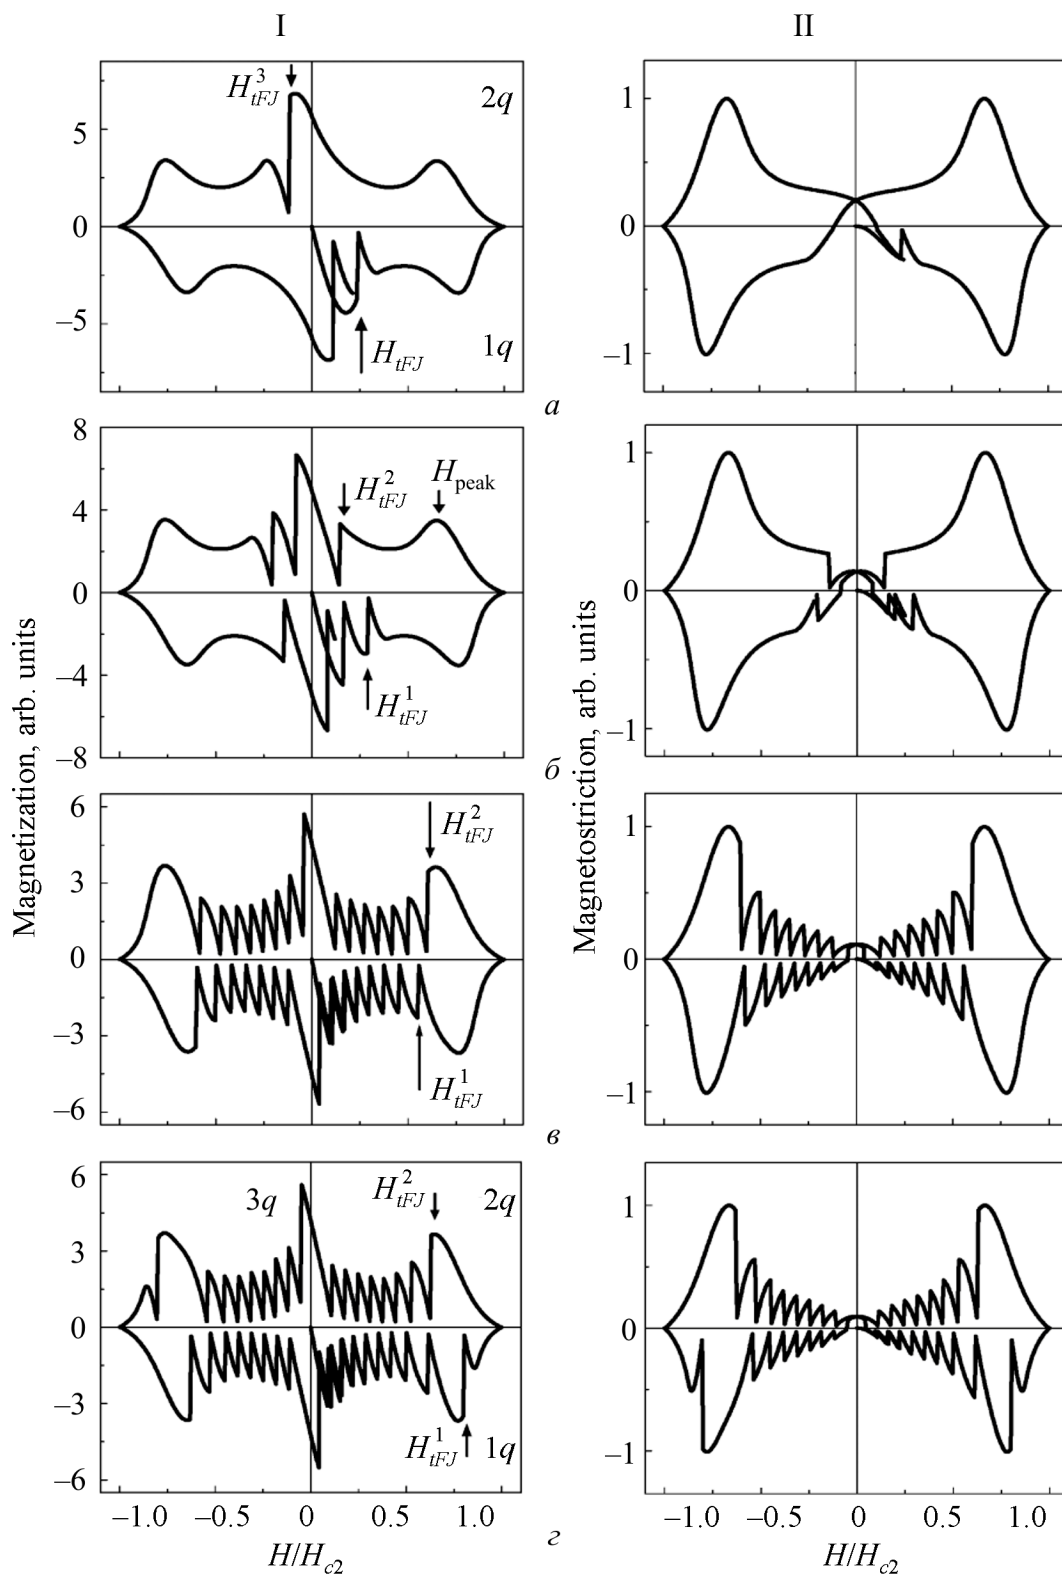 I II
H³tFJ 2q
5
0
–5
1q HtFJ
1
0
–1
а
8
4
0
–4
–8
H²tFJ Hpeak
H¹tFJ
1
0
–1
б
Magnetization, arb. units
Magnetostriction, arb. units
6
3
0
–3
–6
H²tFJ
H¹tFJ
1
0
–1
в
6
3
0
–3
–6
3q H²tFJ 2q
H¹tFJ 1q
1
0
–1
–1.0 0.5 0 0.5 1.0
–1.0 0.5 0 0.5 1.0
г
H/Hc2 H/Hc2